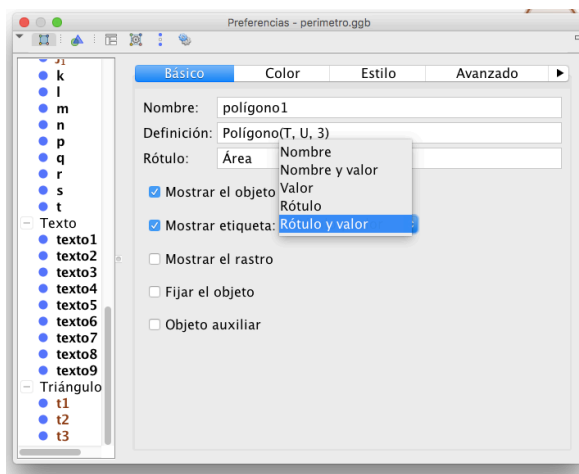 Preferencias - perimetro.ggb
Básico Color Estilo Avanzado
J1
k
l
m
n
p
q
r
s
t
Texto
texto1
texto2
texto3
texto4
texto5
texto6
texto7
texto8
texto9
Triángulo
t1
t2
t3
Nombre: polígono1
Definición: Polígono(T, U, 3)
Rótulo: Área
Mostrar el objeto
Mostrar etiqueta:
Nombre
Nombre y valor
Valor
Rótulo
Rótulo y valor
Mostrar el rastro
Fijar el objeto
Objeto auxiliar